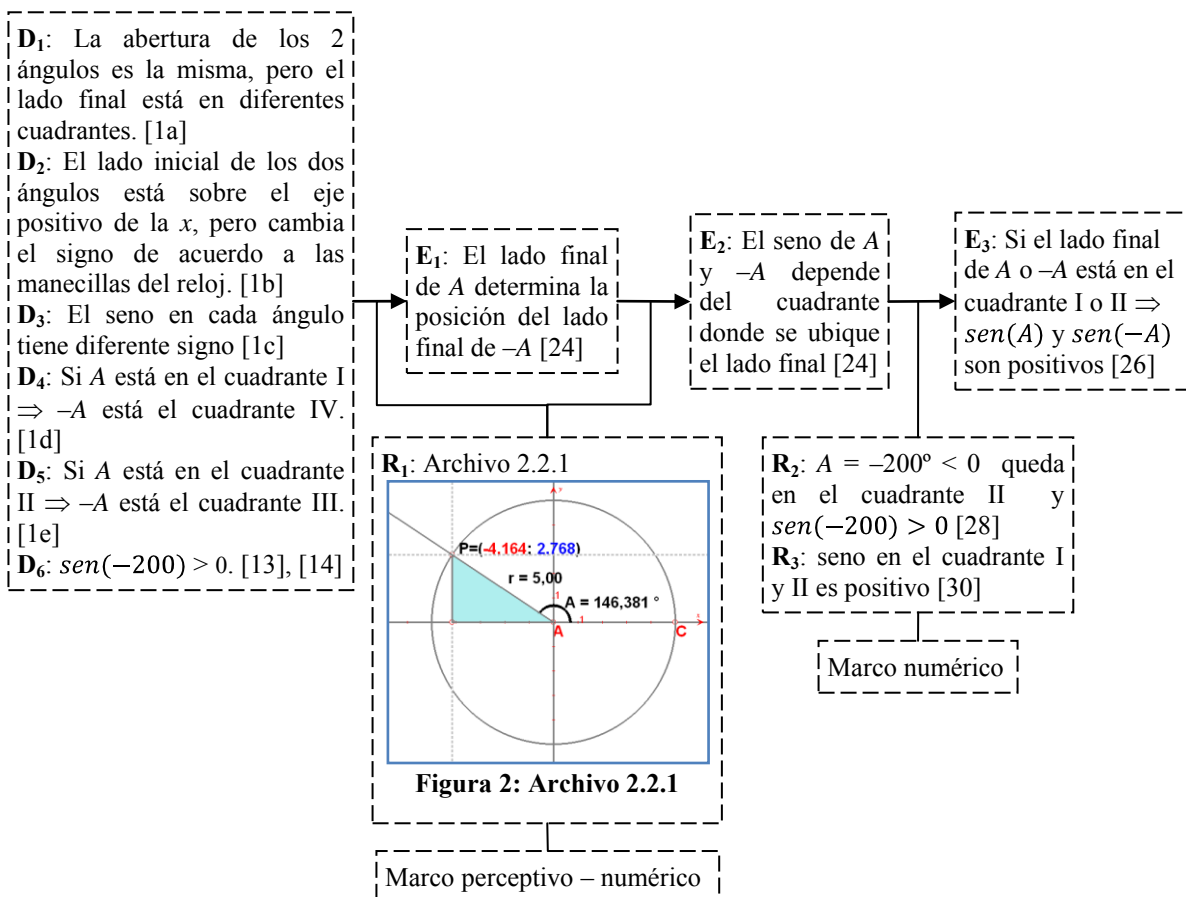 D₁: La abertura de los 2
ángulos es la misma, pero el
lado final está en diferentes
cuadrantes. [1a]
D₂: El lado inicial de los dos
ángulos está sobre el eje
positivo de la x, pero cambia
el signo de acuerdo a las
manecillas del reloj. [1b]
D₃: El seno en cada ángulo
tiene diferente signo [1c]
D₄: Si A está en el cuadrante I
⇒ –A está el cuadrante IV.
[1d]
D₅: Si A está en el cuadrante
II ⇒ –A está el cuadrante III.
[1e]
D₆: sen(−200) > 0. [13], [14]
E₁: El lado final
de A determina la
posición del lado
final de –A [24]
E₂: El seno de A
y –A depende
del cuadrante
donde se ubique
el lado final [24]
E₃: Si el lado final
de A o –A está en el
cuadrante I o II ⇒
sen(A) y sen(−A)
son positivos [26]
R₁: Archivo 2.2.1
y
P=(-4.164; 2.768)
r = 5,00
1
A = 146,381 °
1
x
A
C
Figura 2: Archivo 2.2.1
Marco perceptivo – numérico
R₂: A = –200º < 0 queda
en el cuadrante II y
sen(−200) > 0 [28]
R₃: seno en el cuadrante I
y II es positivo [30]
Marco numérico